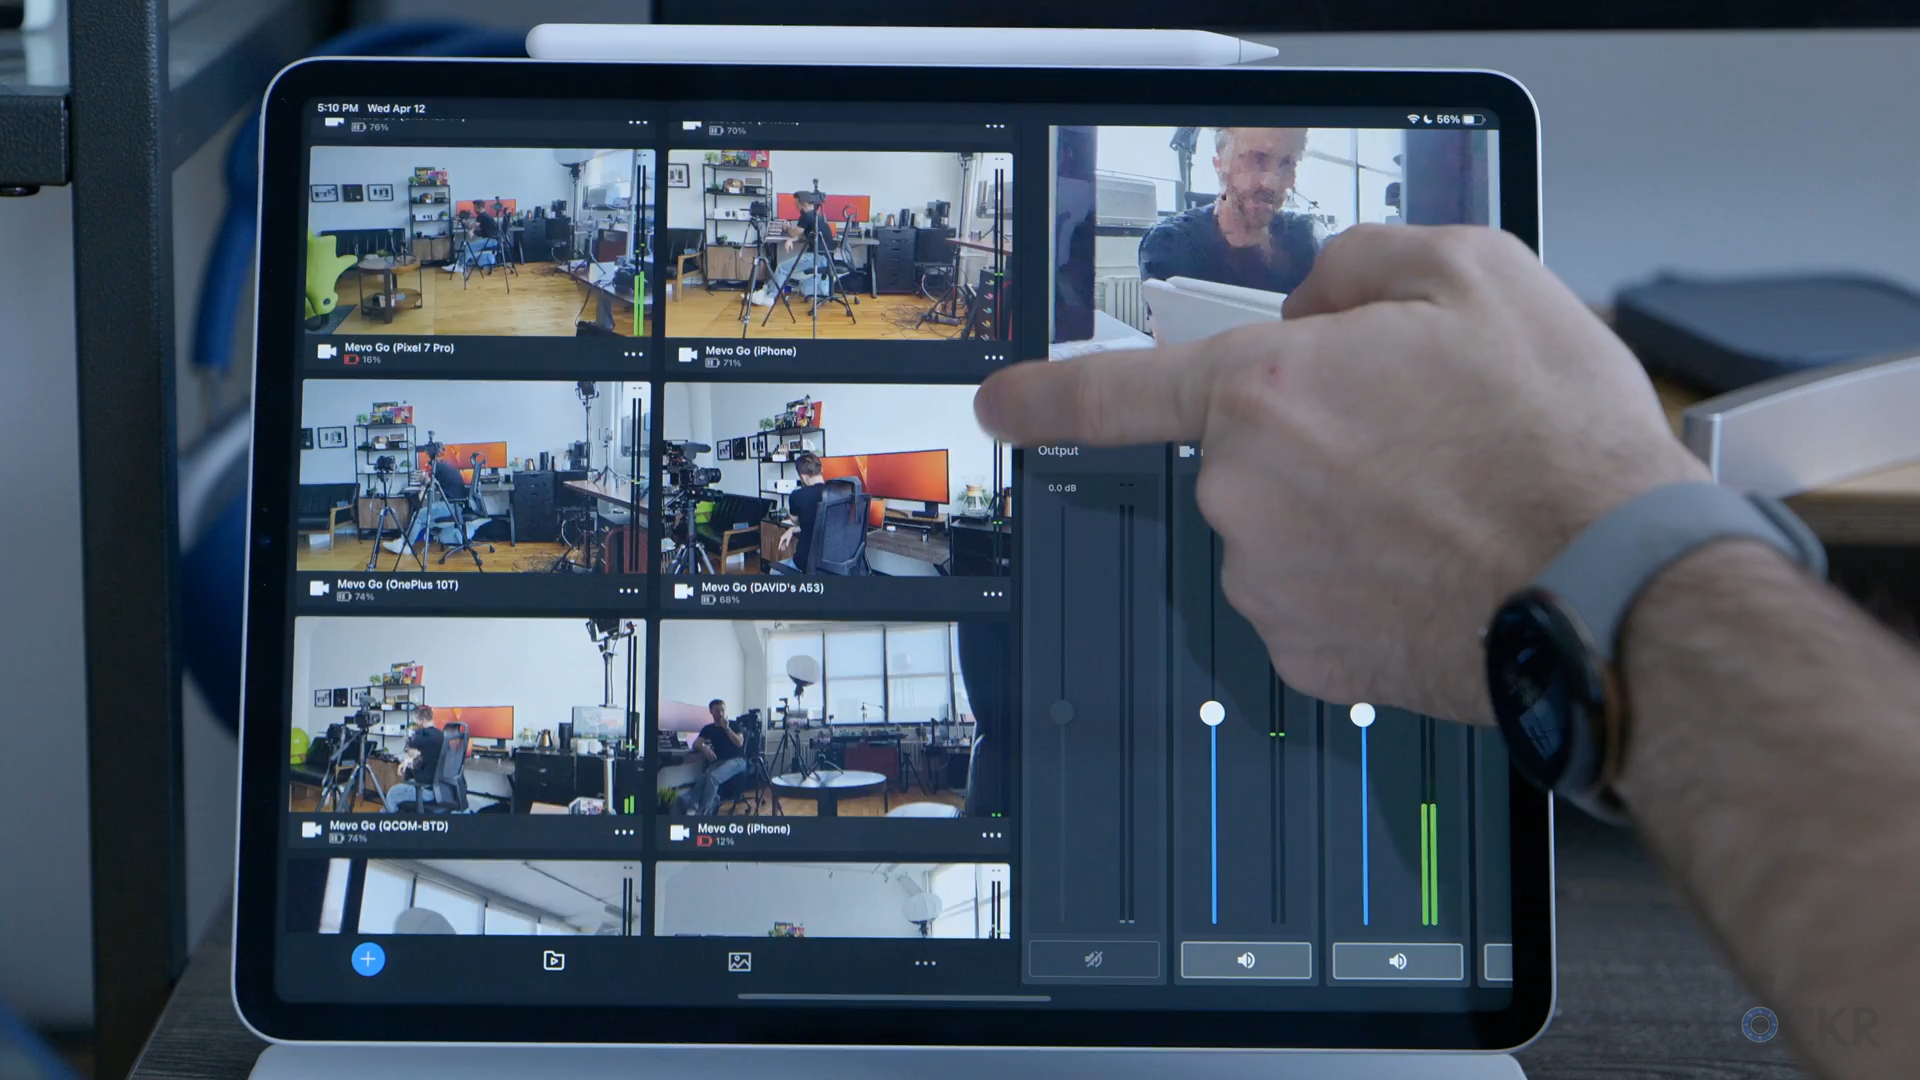 5:10 PM Wed Apr 12
56%
76%
70%
Mevo Go (Pixel 7 Pro)
16%
Mevo Go (iPhone)
71%
Output
0.0 dB
Mevo Go (OnePlus 10T)
74%
Mevo Go (DAVID's A53)
68%
Mevo Go (QCOM-BTD)
74%
Mevo Go (iPhone)
12%
CKR